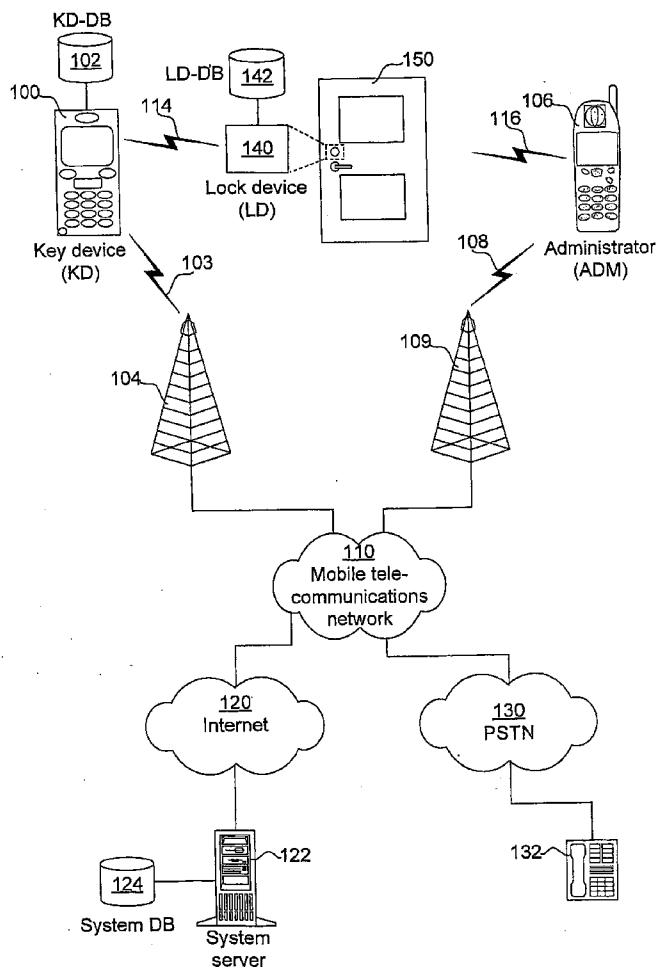 KD-DB
102
100
114
LD-DB
142
140
Lock device
(LD)
150
116
106
Key device
(KD)
103
108
Administrator
(ADM)
104
109
110
Mobile tele-
communications
network
120
Internet
130
PSTN
122
124
System DB
System
server
132